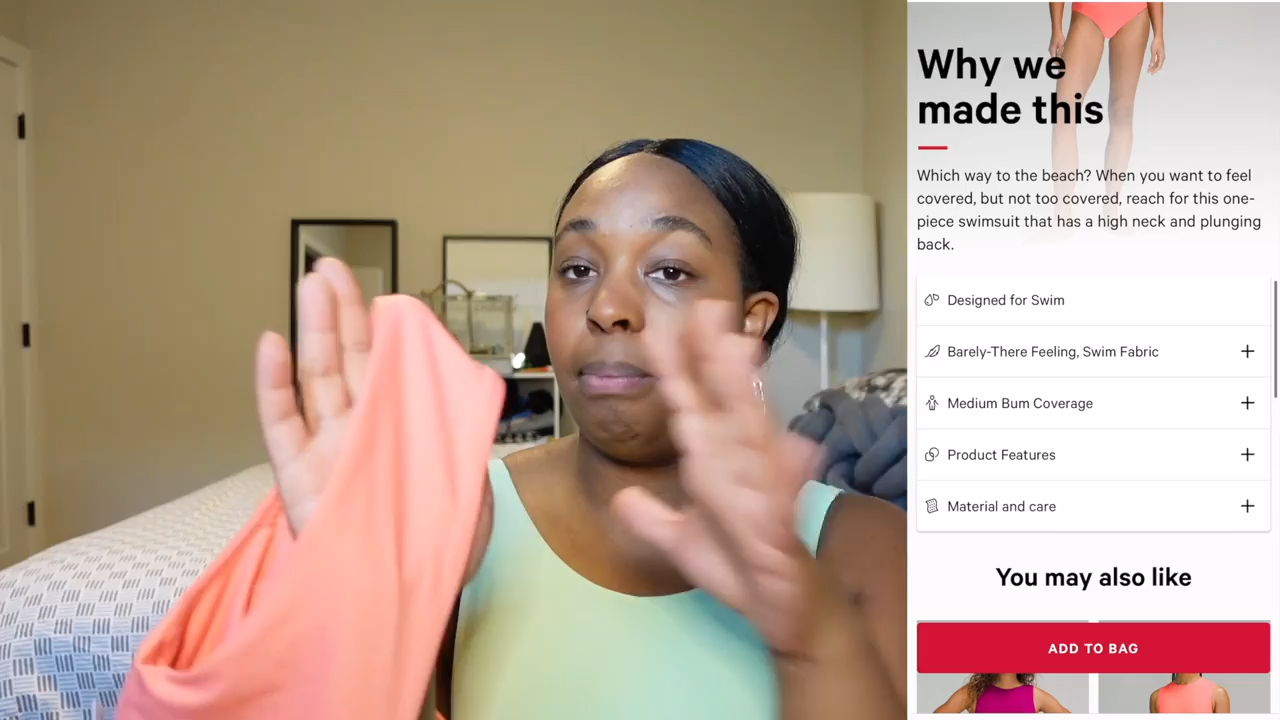 Why we
made this
Which way to the beach? When you want to feel
covered, but not too covered, reach for this one-
piece swimsuit that has a high neck and plunging
back.
Designed for Swim
Barely-There Feeling, Swim Fabric
Medium Bum Coverage
Product Features
Material and care
You may also like
ADD TO BAG